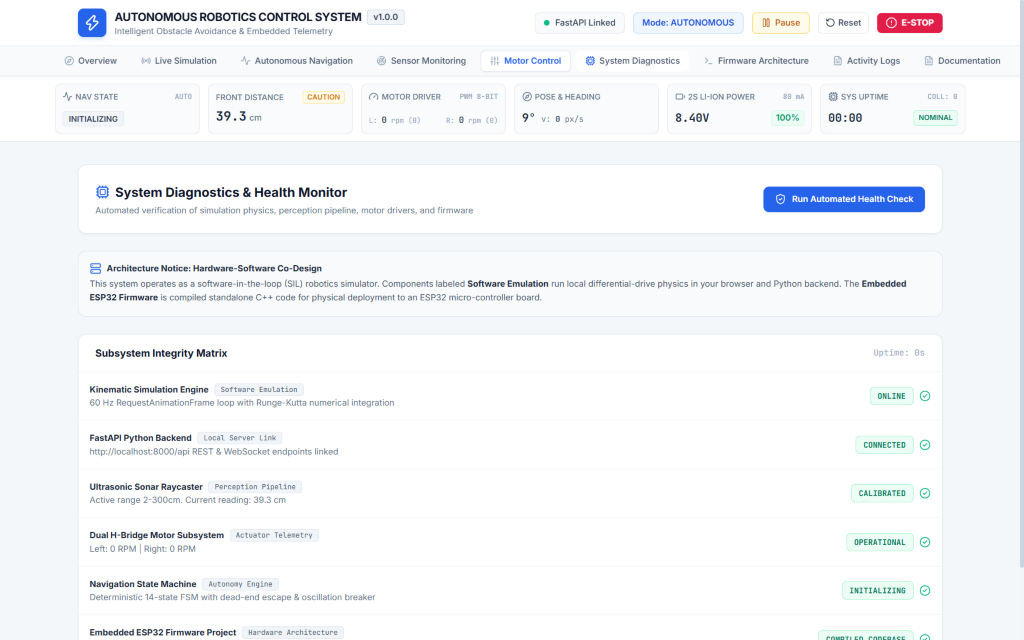 AUTONOMOUS ROBOTICS CONTROL SYSTEM v1.0.0
Intelligent Obstacle Avoidance & Embedded Telemetry
FastAPI Linked
Mode: AUTONOMOUS
Pause
Reset
E-STOP
Overview
Live Simulation
Autonomous Navigation
Sensor Monitoring
Motor Control
System Diagnostics
Firmware Architecture
Activity Logs
Documentation
NAV STATE AUTO
INITIALIZING
FRONT DISTANCE CAUTION
39.3 cm
MOTOR DRIVER PWM 8-BIT
L: 0 rpm (0) R: 0 rpm (0)
POSE & HEADING
9° v: 0 px/s
2S LI-ION POWER 88 mA
8.40V 100%
SYS UPTIME COLL: 0
00:00 NOMINAL
System Diagnostics & Health Monitor
Automated verification of simulation physics, perception pipeline, motor drivers, and firmware
Run Automated Health Check
Architecture Notice: Hardware-Software Co-Design
This system operates as a software-in-the-loop (SIL) robotics simulator. Components labeled Software Emulation run local differential-drive physics in your browser and Python backend. The Embedded
ESP32 Firmware is compiled standalone C++ code for physical deployment to an ESP32 micro-controller board.
Subsystem Integrity Matrix
Uptime: 0s
Kinematic Simulation Engine Software Emulation
60 Hz RequestAnimationFrame loop with Runge-Kutta numerical integration
ONLINE
FastAPI Python Backend Local Server Link
http://localhost:8000/api REST & WebSocket endpoints linked
CONNECTED
Ultrasonic Sonar Raycaster Perception Pipeline
Active range 2-300cm. Current reading: 39.3 cm
CALIBRATED
Dual H-Bridge Motor Subsystem Actuator Telemetry
Left: 0 RPM | Right: 0 RPM
OPERATIONAL
Navigation State Machine Autonomy Engine
Deterministic 14-state FSM with dead-end escape & oscillation breaker
INITIALIZING
Embedded ESP32 Firmware Project Hardware Architecture
COMPILED CODEBASE